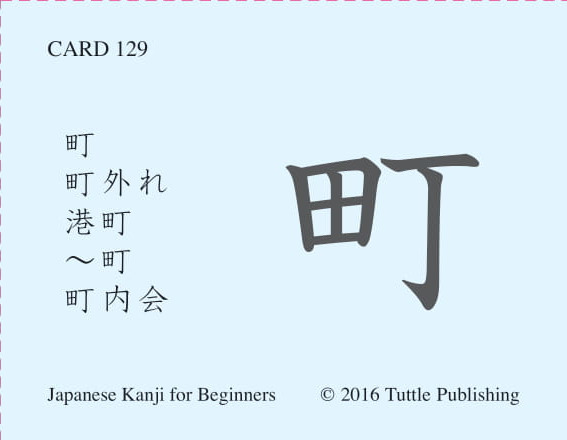 CARD 129
町
町外れ
港町
～町
町内会
町
Japanese Kanji for Beginners © 2016 Tuttle Publishing